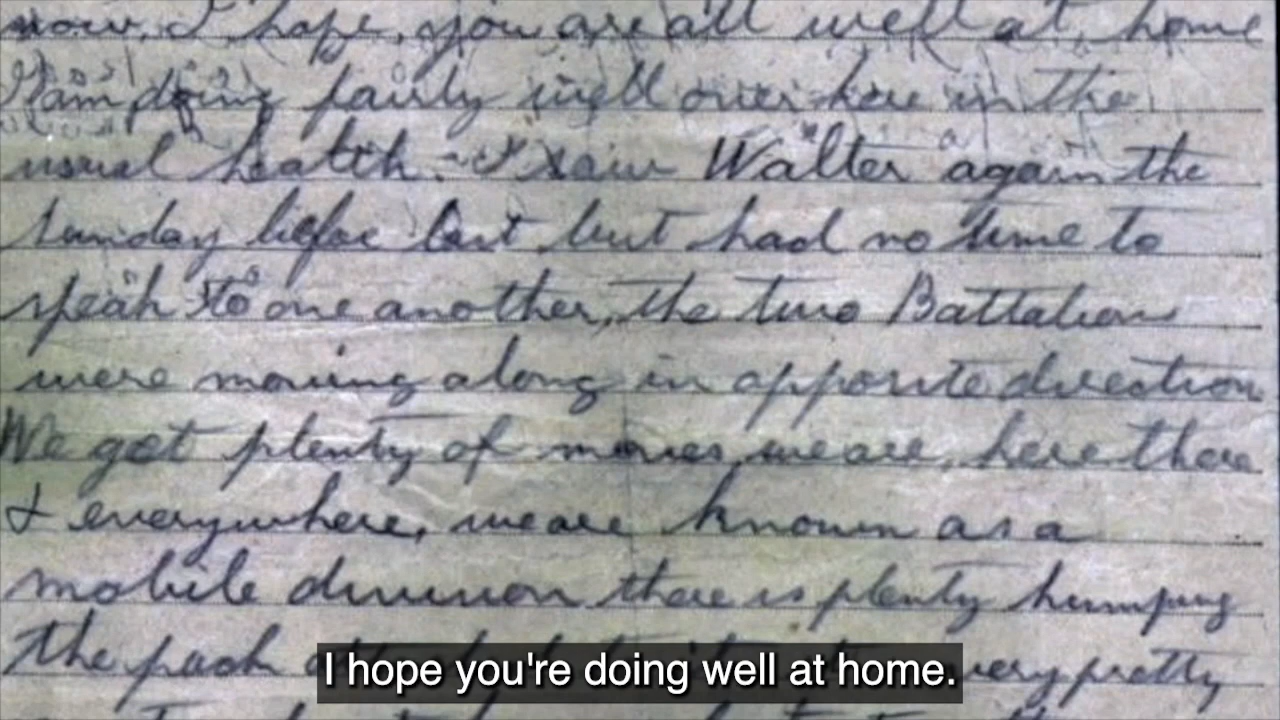 now, I hope, you are all well at home
I am doing fairly well over here in the
usual health. I saw Walter again the
sunday before last but had no time to
speak to one another, the two Battalion
were moving along in opposite direction
We get plenty of moves, we are, here there
& everywhere, we are known as a
mobile division there is plenty humping
the pack very pretty
I hope you're doing well at home.